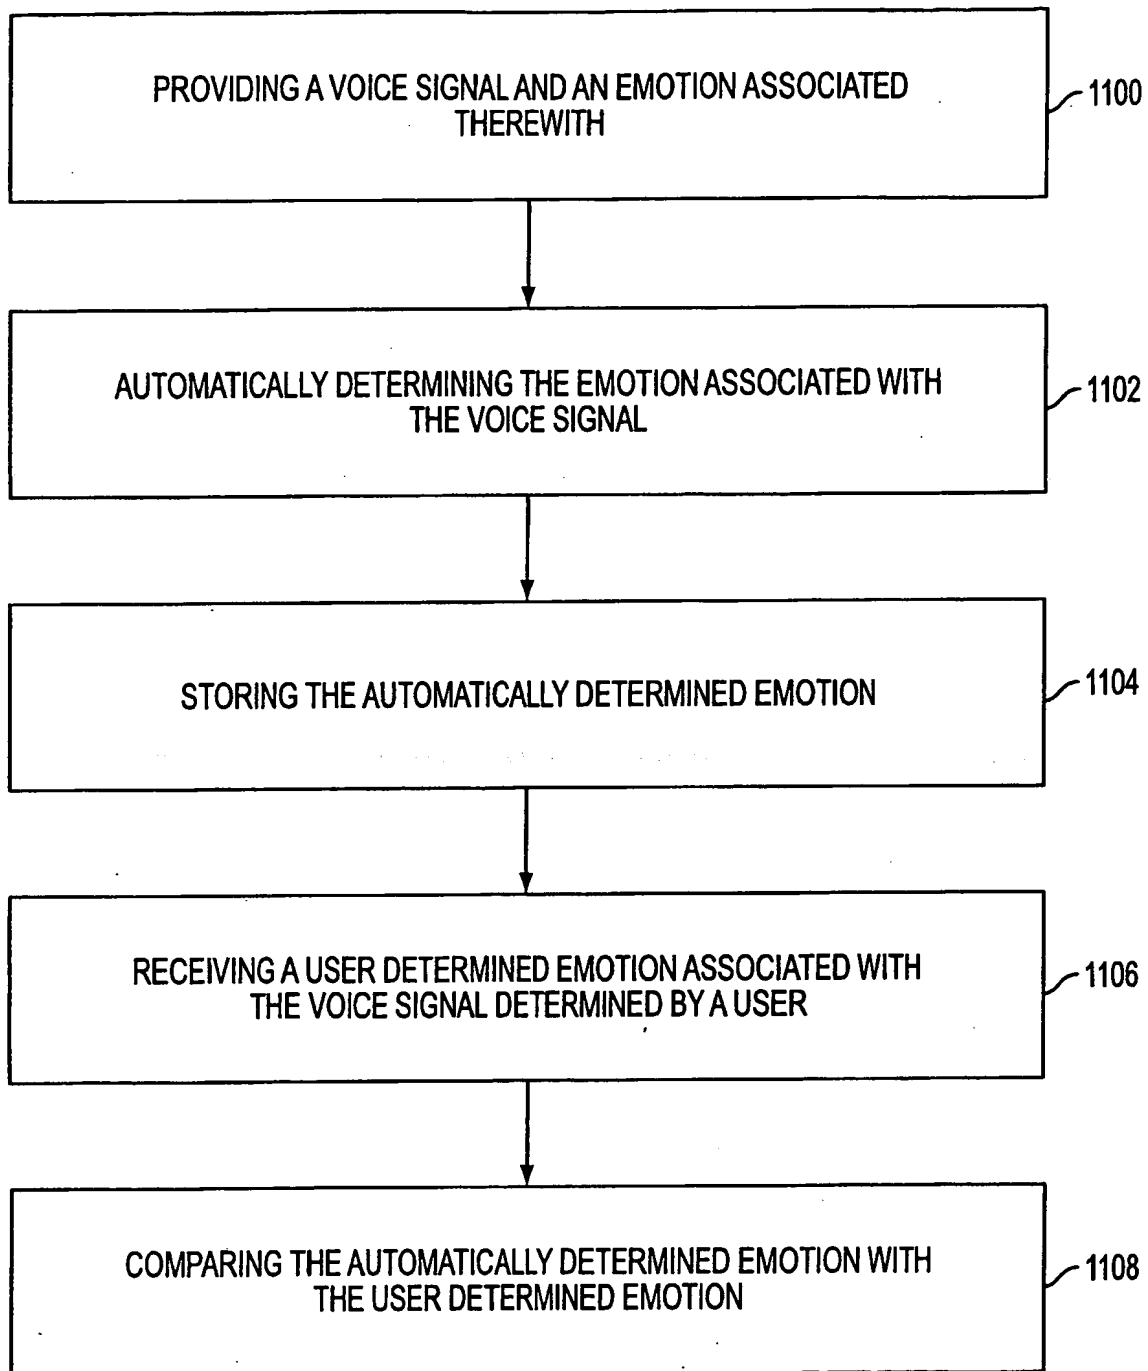 PROVIDING A VOICE SIGNAL AND AN EMOTION ASSOCIATED
THEREWITH
1100
AUTOMATICALLY DETERMINING THE EMOTION ASSOCIATED WITH
THE VOICE SIGNAL
1102
STORING THE AUTOMATICALLY DETERMINED EMOTION
1104
RECEIVING A USER DETERMINED EMOTION ASSOCIATED WITH
THE VOICE SIGNAL DETERMINED BY A USER
1106
COMPARING THE AUTOMATICALLY DETERMINED EMOTION WITH
THE USER DETERMINED EMOTION
1108